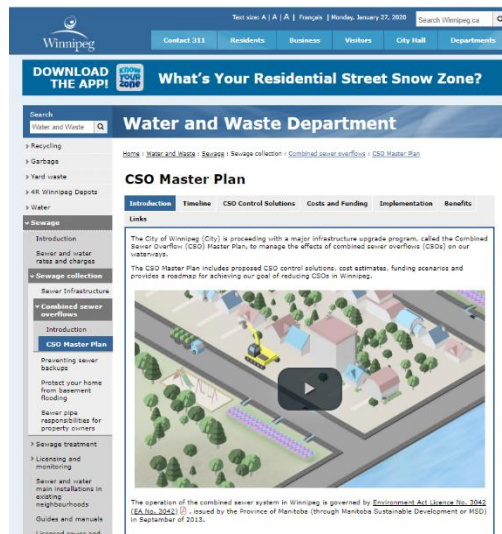 Text size: A | A | A | Français | Monday, January 27, 2020 Search Winnipeg.ca
Winnipeg
Contact 311 Residents Business Visitors City Hall Departments
DOWNLOAD THE APP!
KNOW YOUR ZONE
What's Your Residential Street Snow Zone?
Search
Water and Waste
Water and Waste Department
Home › Water and Waste › Sewage › Sewage collection › Combined sewer overflows › CSO Master Plan
> Recycling
> Garbage
> Yard waste
> 4R Winnipeg Depots
> Water
Sewage
Introduction
Sewer and water
rates and charges
Sewage collection
Sewer Infrastructure
Combined sewer
overflows
Introduction
CSO Master Plan
Preventing sewer
backups
Protect your home
from basement
flooding
Sewer pipe
responsibilities for
property owners
> Sewage treatment
> Licensing and
monitoring
Sewer and water
main installations in
existing
neighbourhoods
Guides and manuals
Licensed sewer and
CSO Master Plan
Introduction Timeline CSO Control Solutions Costs and Funding Implementation Benefits
Links
The City of Winnipeg (City) is proceeding with a major infrastructure upgrade program, called the Combined
Sewer Overflow (CSO) Master Plan, to manage the effects of combined sewer overflows (CSOs) on our
waterways.
The CSO Master Plan includes proposed CSO control solutions, cost estimates, funding scenarios and
provides a roadmap for achieving our goal of reducing CSOs in Winnipeg.
The operation of the combined sewer system in Winnipeg is governed by Environment Act Licence No. 3042
(EA No. 3042) , issued by the Province of Manitoba (through Manitoba Sustainable Development or MSD)
in September of 2013.